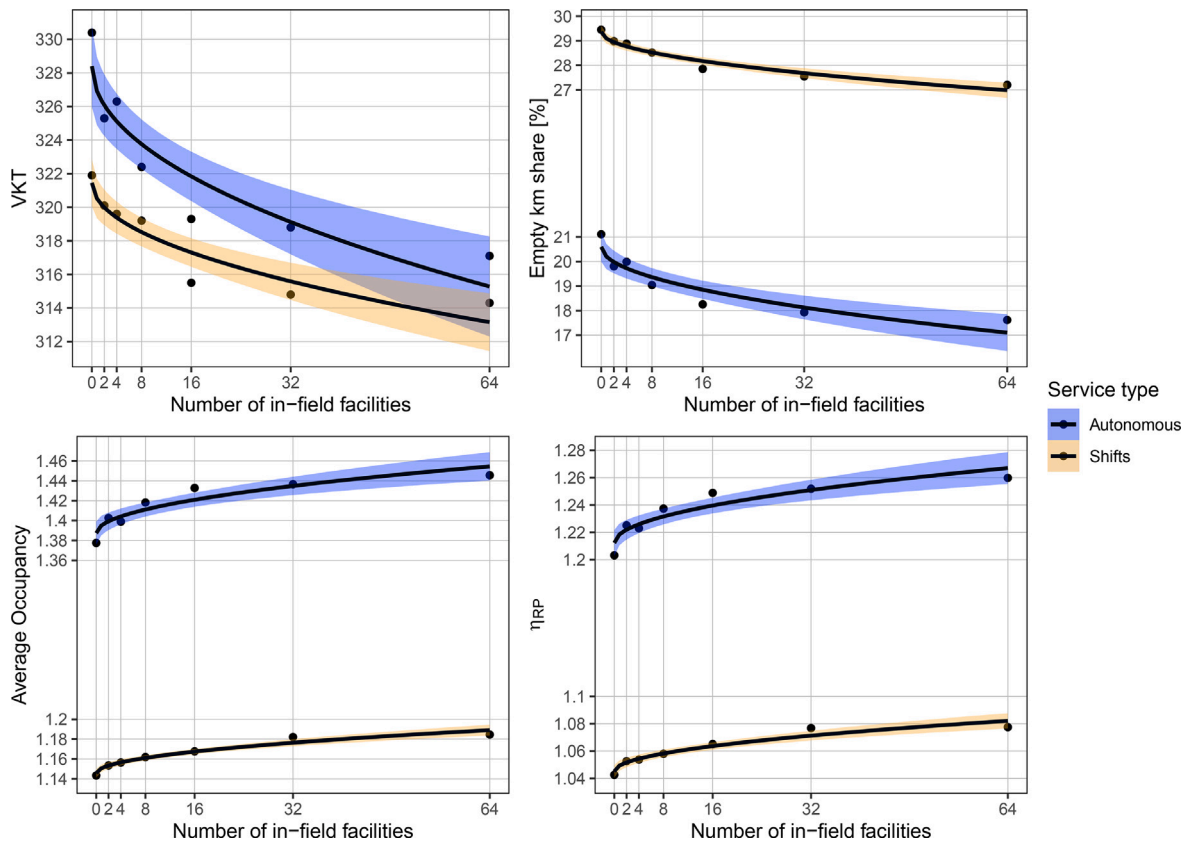 330
328
326
324
322
320
318
316
314
312
VKT
0 2 4 8 16 32 64
Number of in-field facilities
30
29
28
27
21
20
19
18
17
Empty km share [%]
0 2 4 8 16 32 64
Number of in-field facilities
Service type
Autonomous
Shifts
1.46
1.44
1.42
1.4
1.38
1.36
1.2
1.18
1.16
1.14
Average Occupancy
0 2 4 8 16 32 64
Number of in-field facilities
1.28
1.26
1.24
1.22
1.2
1.1
1.08
1.06
1.04
ηRP
0 2 4 8 16 32 64
Number of in-field facilities